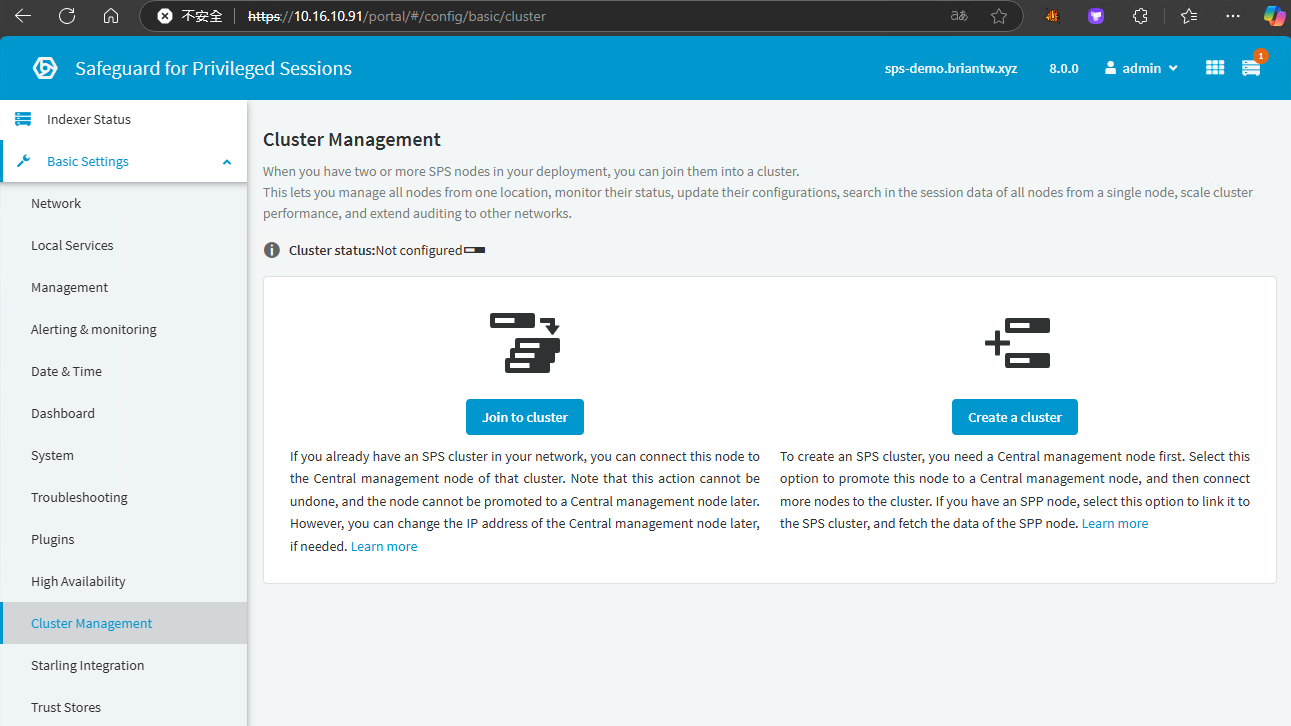 不安全
https://10.16.10.91/portal/#/config/basic/cluster
aあ
Safeguard for Privileged Sessions
sps-demo.briantw.xyz
8.0.0
admin
1
Indexer Status
Basic Settings
Network
Local Services
Management
Alerting & monitoring
Date & Time
Dashboard
System
Troubleshooting
Plugins
High Availability
Cluster Management
Starling Integration
Trust Stores
Cluster Management
When you have two or more SPS nodes in your deployment, you can join them into a cluster.
This lets you manage all nodes from one location, monitor their status, update their configurations, search in the session data of all nodes from a single node, scale cluster
performance, and extend auditing to other networks.
Cluster status:Not configured
Join to cluster
If you already have an SPS cluster in your network, you can connect this node to
the Central management node of that cluster. Note that this action cannot be
undone, and the node cannot be promoted to a Central management node later.
However, you can change the IP address of the Central management node later,
if needed. Learn more
Create a cluster
To create an SPS cluster, you need a Central management node first. Select this
option to promote this node to a Central management node, and then connect
more nodes to the cluster. If you have an SPP node, select this option to link it to
the SPS cluster, and fetch the data of the SPP node. Learn more